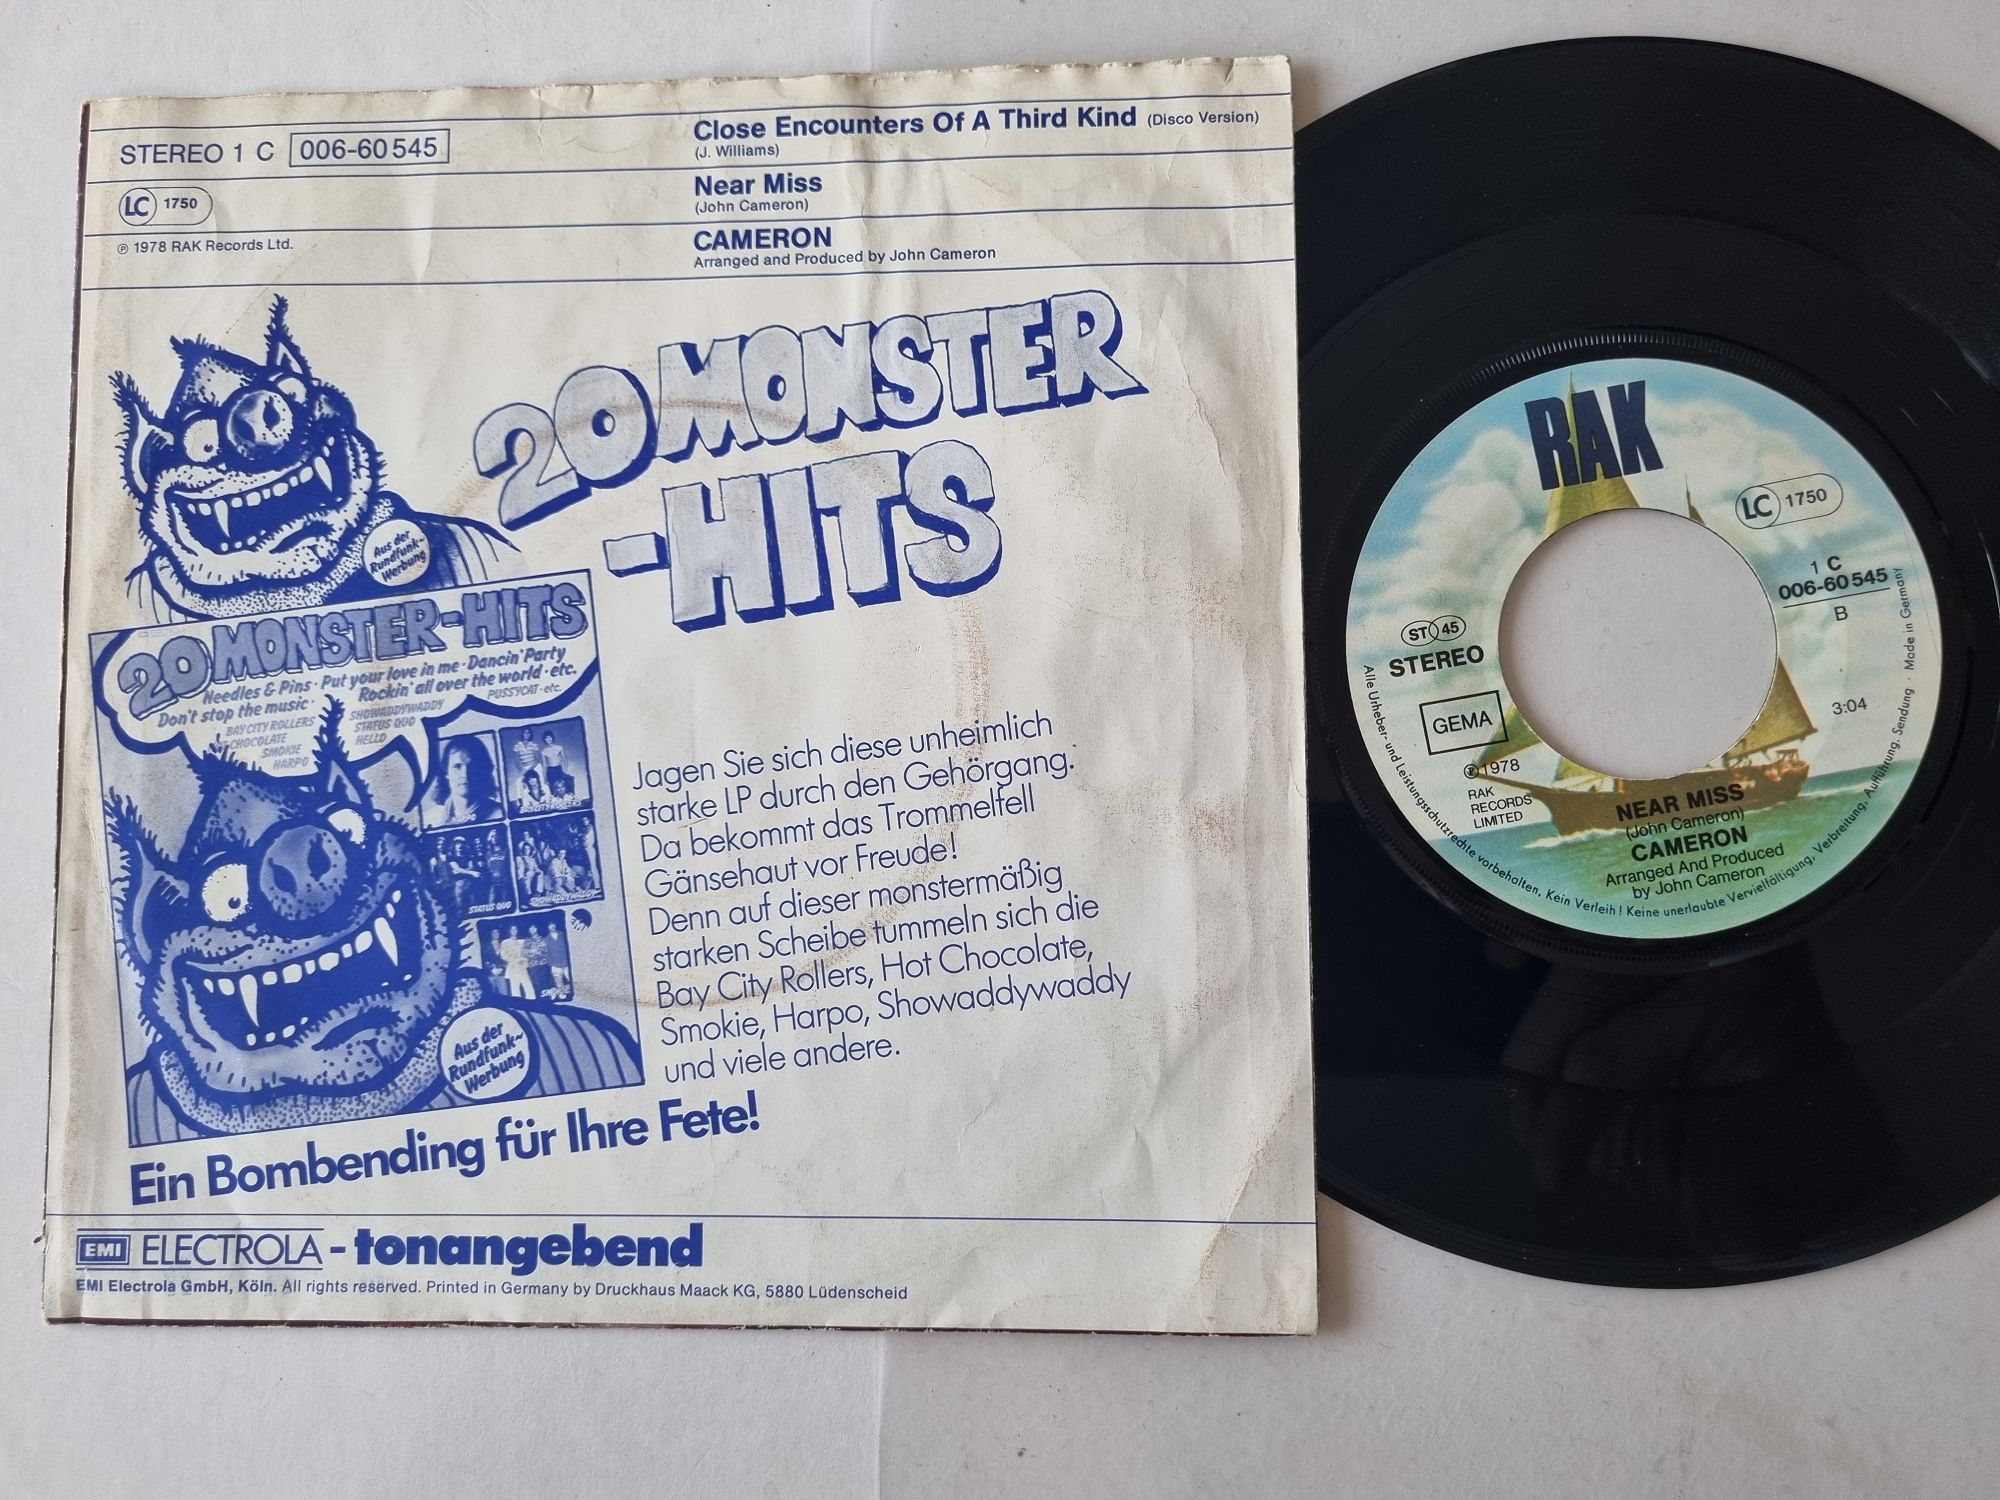 STEREO 1 C 006-60 545
LC 1750
℗ 1978 RAK Records Ltd.
Close Encounters Of A Third Kind (Disco Version)
(J. Williams)
Near Miss
(John Cameron)
CAMERON
Arranged and Produced by John Cameron
20 MONSTER
-HITS
Aus der
Rundfunk-
Werbung
20 MONSTER-HITS
Needles & Pins · Put your love in me · Dancin' Party
Don't stop the music · Rockin' all over the world · etc.
BAY CITY ROLLERS
CHOCOLATE
SMOKIE
HARPO
SHOWADDYWADDY
STATUS QUO
HELLO
PUSSYCAT · etc.
HARPO
BAY CITY ROLLERS
STATUS QUO
SHOWADDYWADDY
SMOKIE
Aus der
Rundfunk-
Werbung
Jagen Sie sich diese unheimlich
starke LP durch den Gehörgang.
Da bekommt das Trommelfell
Gänsehaut vor Freude!
Denn auf dieser monstermäßig
starken Scheibe tummeln sich die
Bay City Rollers, Hot Chocolate,
Smokie, Harpo, Showaddywaddy
und viele andere.
Ein Bombending für Ihre Fete!
EMI ELECTROLA - tonangebend
EMI Electrola GmbH, Köln. All rights reserved. Printed in Germany by Druckhaus Maack KG, 5880 Lüdenscheid
RAK
LC 1750
1 C
006-60 545
B
ST 45
STEREO
GEMA
3:04
℗ 1978
RAK
RECORDS
LIMITED
NEAR MISS
(John Cameron)
CAMERON
Arranged And Produced
by John Cameron
Alle Urheber- und Leistungsschutzrechte vorbehalten. Kein Verleih! Keine unerlaubte Vervielfältigung, Verbreitung, Aufführung, Sendung · Made in Germany